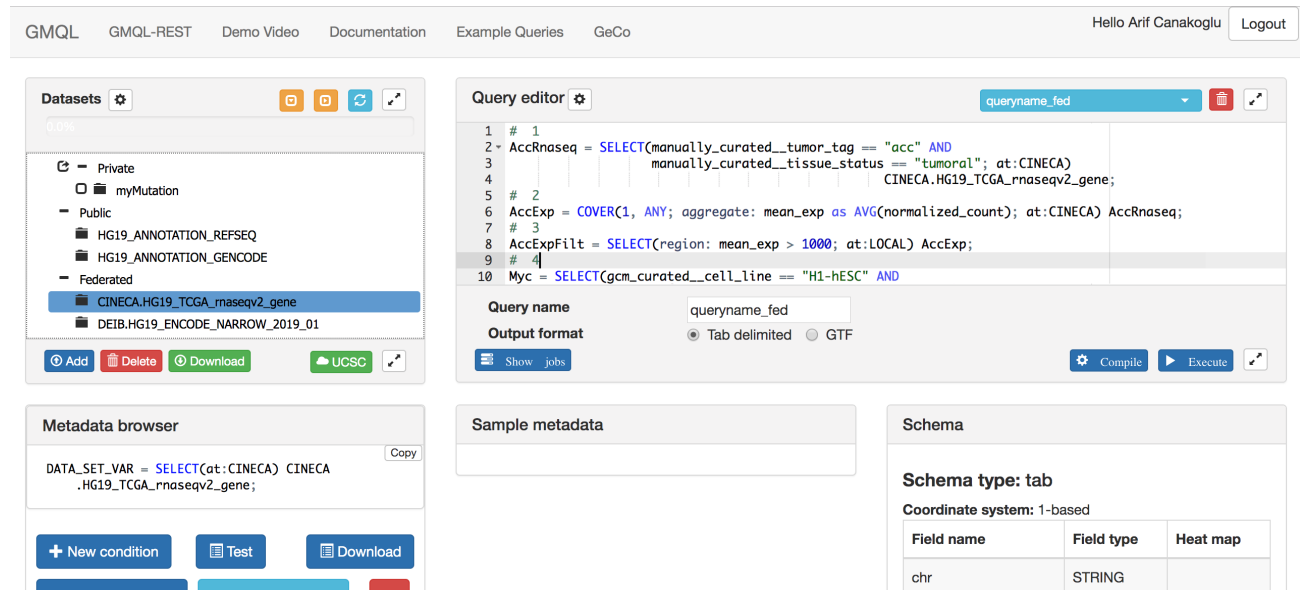 GMQL GMQL-REST Demo Video Documentation Example Queries GeCo Hello Arif Canakoglu Logout
Datasets
0.0%
Private
myMutation
Public
HG19_ANNOTATION_REFSEQ
HG19_ANNOTATION_GENCODE
Federated
CINECA.HG19_TCGA_rnaseqv2_gene
DEIB.HG19_ENCODE_NARROW_2019_01
Add Delete Download UCSC
Query editor queryname_fed
1 # 1
2 AccRnaseq = SELECT(manually_curated__tumor_tag == "acc" AND
3 manually_curated__tissue_status == "tumoral"; at:CINECA)
4 CINECA.HG19_TCGA_rnaseqv2_gene;
5 # 2
6 AccExp = COVER(1, ANY; aggregate: mean_exp as AVG(normalized_count); at:CINECA) AccRnaseq;
7 # 3
8 AccExpFilt = SELECT(region: mean_exp > 1000; at:LOCAL) AccExp;
9 # 4
10 Myc = SELECT(gcm_curated__cell_line == "H1-hESC" AND
Query name queryname_fed
Output format Tab delimited GTF
Show jobs Compile Execute
Metadata browser
Copy
DATA_SET_VAR = SELECT(at:CINECA) CINECA
.HG19_TCGA_rnaseqv2_gene;
New condition Test Download
Sample metadata
Schema
Schema type: tab
Coordinate system: 1-based
Field name Field type Heat map
chr STRING